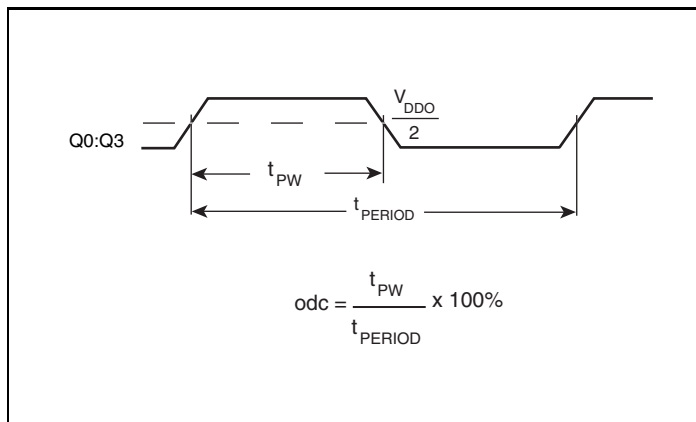 V_DDO
2
Q0:Q3
t_PW
t_PERIOD
odc = t_PW / t_PERIOD x 100%